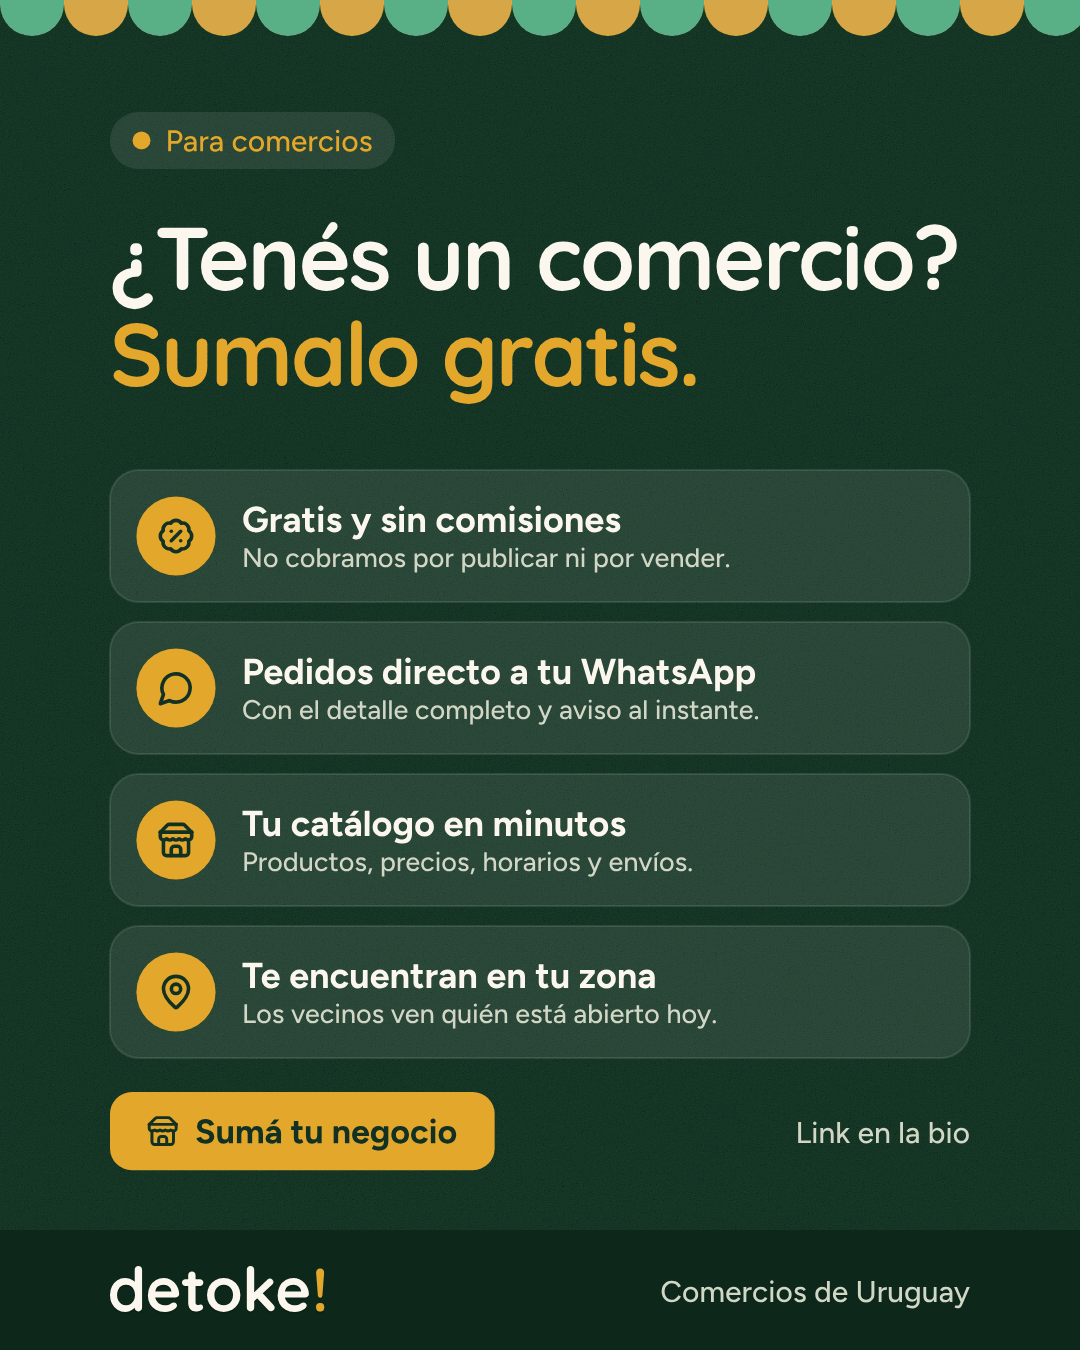 Para comercios
¿Tenés un comercio?
Sumalo gratis.
Gratis y sin comisiones
No cobramos por publicar ni por vender.
Pedidos directo a tu WhatsApp
Con el detalle completo y aviso al instante.
Tu catálogo en minutos
Productos, precios, horarios y envíos.
Te encuentran en tu zona
Los vecinos ven quién está abierto hoy.
Sumá tu negocio
Link en la bio
detoke!
Comercios de Uruguay